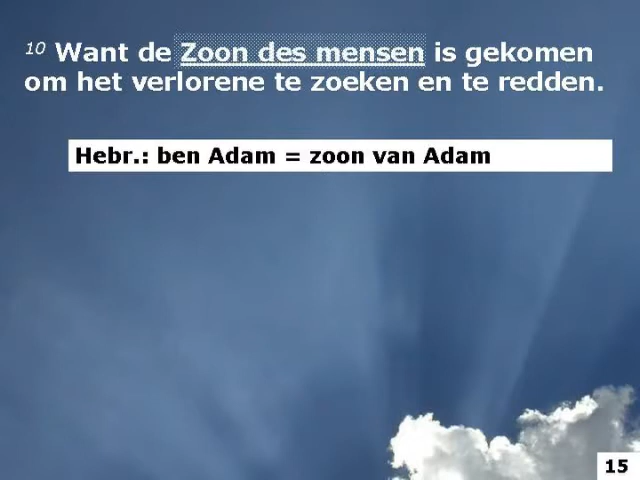 10 Want de Zoon des mensen is gekomen
om het verlorene te zoeken en te redden.
Hebr.: ben Adam = zoon van Adam
15